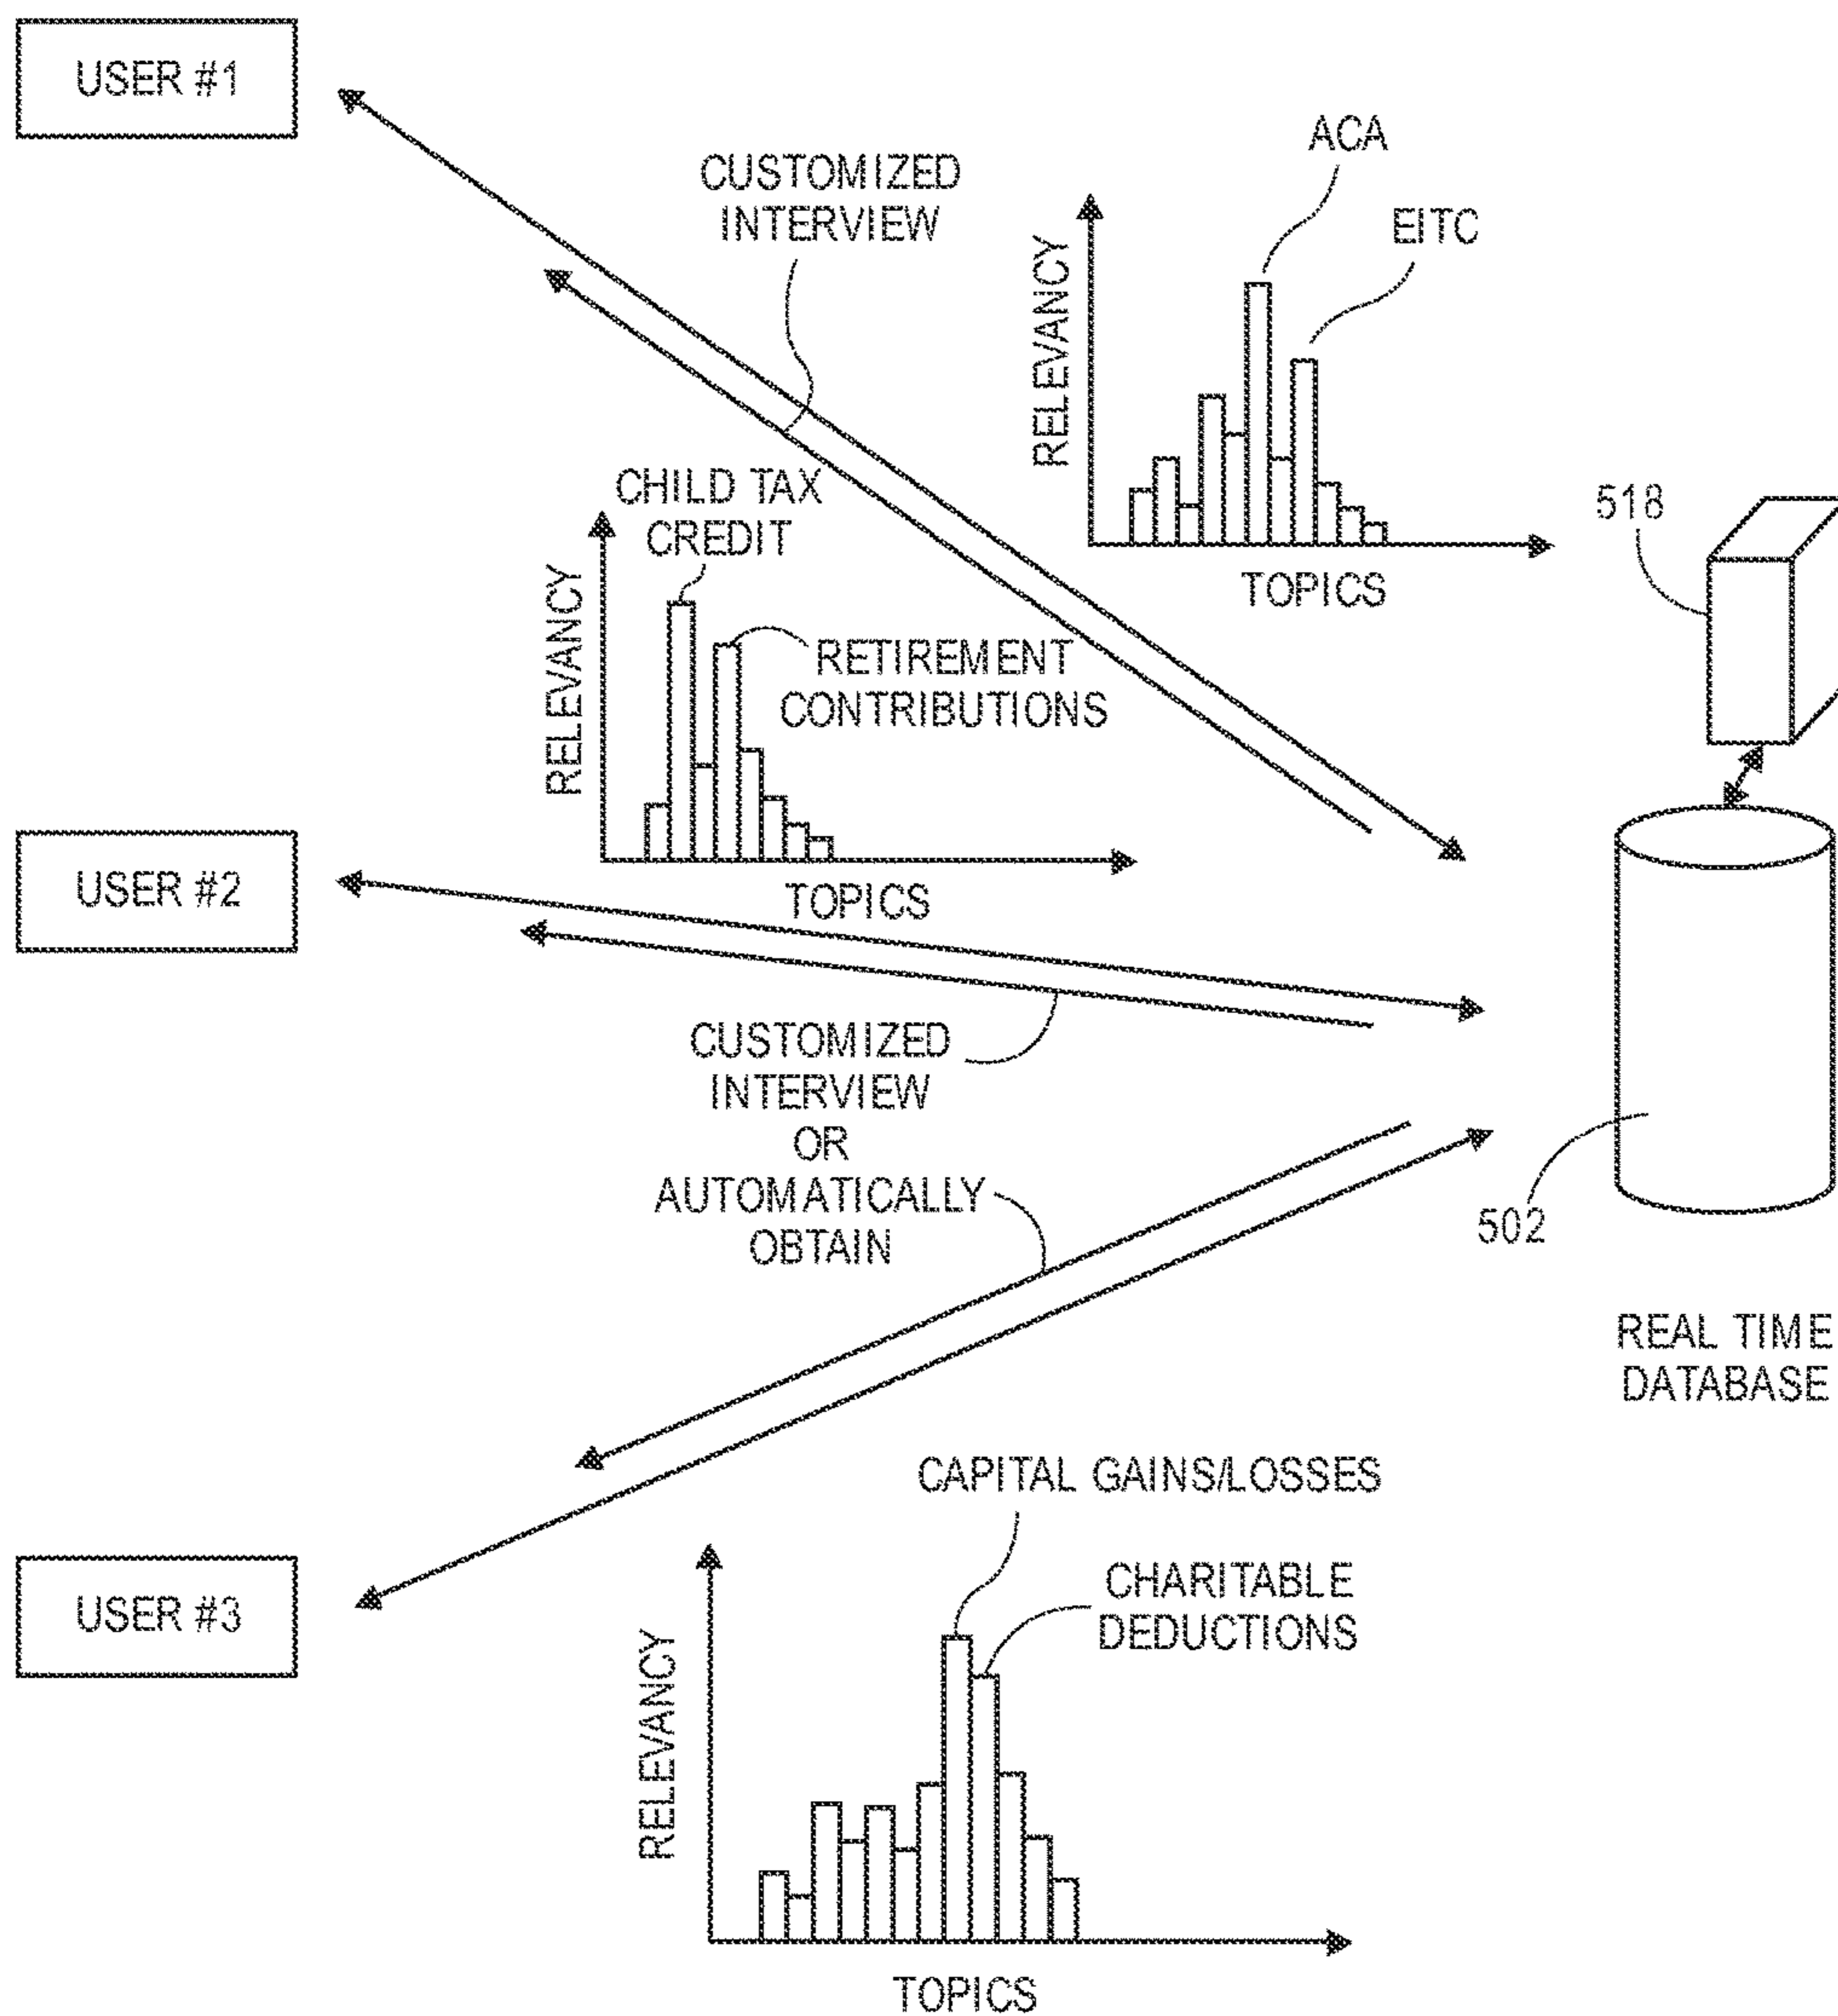 USER #1
CUSTOMIZED
INTERVIEW
ACA
EITC
RELEVANCY
TOPICS
518
CHILD TAX
CREDIT
RETIREMENT
CONTRIBUTIONS
RELEVANCY
TOPICS
USER #2
CUSTOMIZED
INTERVIEW
OR
AUTOMATICALLY
OBTAIN
502
REAL TIME
DATABASE
USER #3
CAPITAL GAINS/LOSSES
CHARITABLE
DEDUCTIONS
RELEVANCY
TOPICS